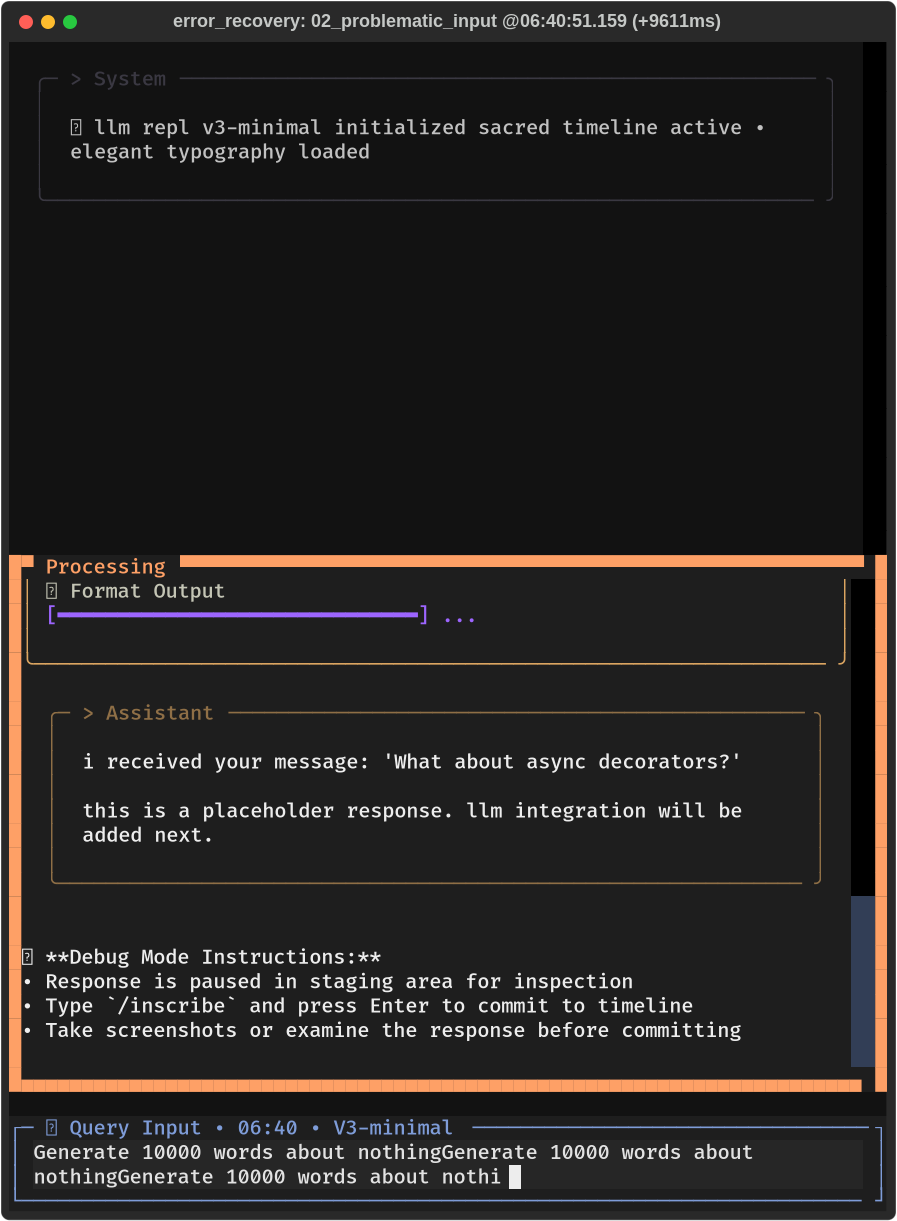 error_recovery: 02_problematic_input @06:40:51.159 (+9611ms)
> System
llm repl v3-minimal initialized sacred timeline active •
elegant typography loaded
Processing
Format Output
[ ] ...
> Assistant
i received your message: 'What about async decorators?'
this is a placeholder response. llm integration will be
added next.
**Debug Mode Instructions:**
• Response is paused in staging area for inspection
• Type `/inscribe` and press Enter to commit to timeline
• Take screenshots or examine the response before committing
Query Input • 06:40 • V3-minimal
Generate 10000 words about nothingGenerate 10000 words about
nothingGenerate 10000 words about nothi